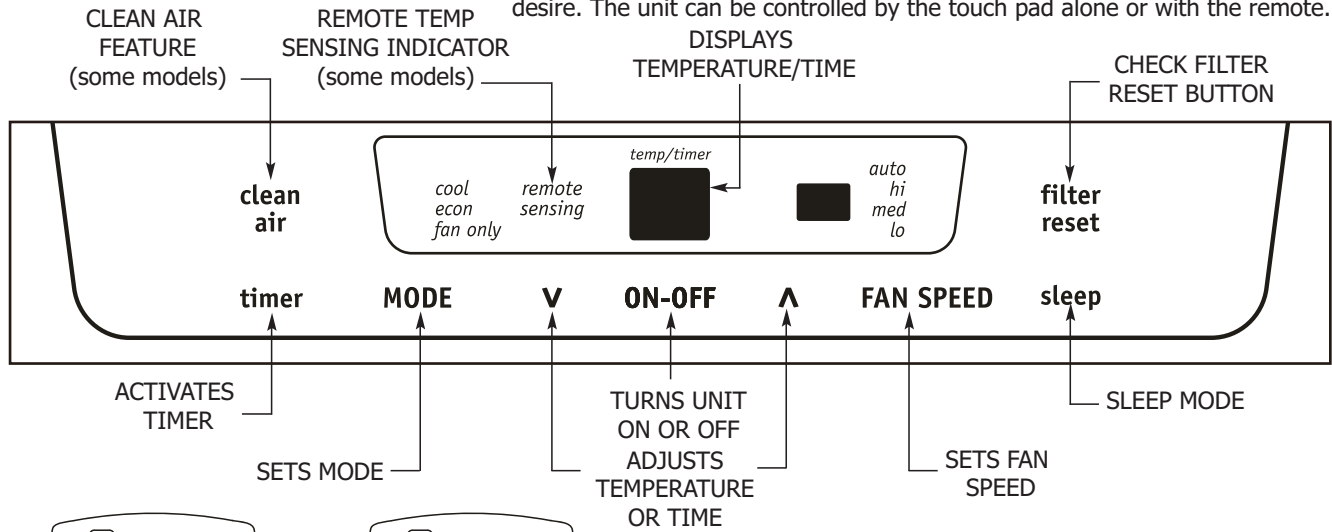 desire. The unit can be controlled by the touch pad alone or with the remote.
CLEAN AIR
FEATURE
(some models)
REMOTE TEMP
SENSING INDICATOR
(some models)
DISPLAYS
TEMPERATURE/TIME
CHECK FILTER
RESET BUTTON
clean
air
cool
econ
fan only
remote
sensing
temp/timer
auto
hi
med
lo
filter
reset
timer
MODE
∨
ON-OFF
∧
FAN SPEED
sleep
ACTIVATES
TIMER
SETS MODE
TURNS UNIT
ON OR OFF
ADJUSTS
TEMPERATURE
OR TIME
SETS FAN
SPEED
SLEEP MODE